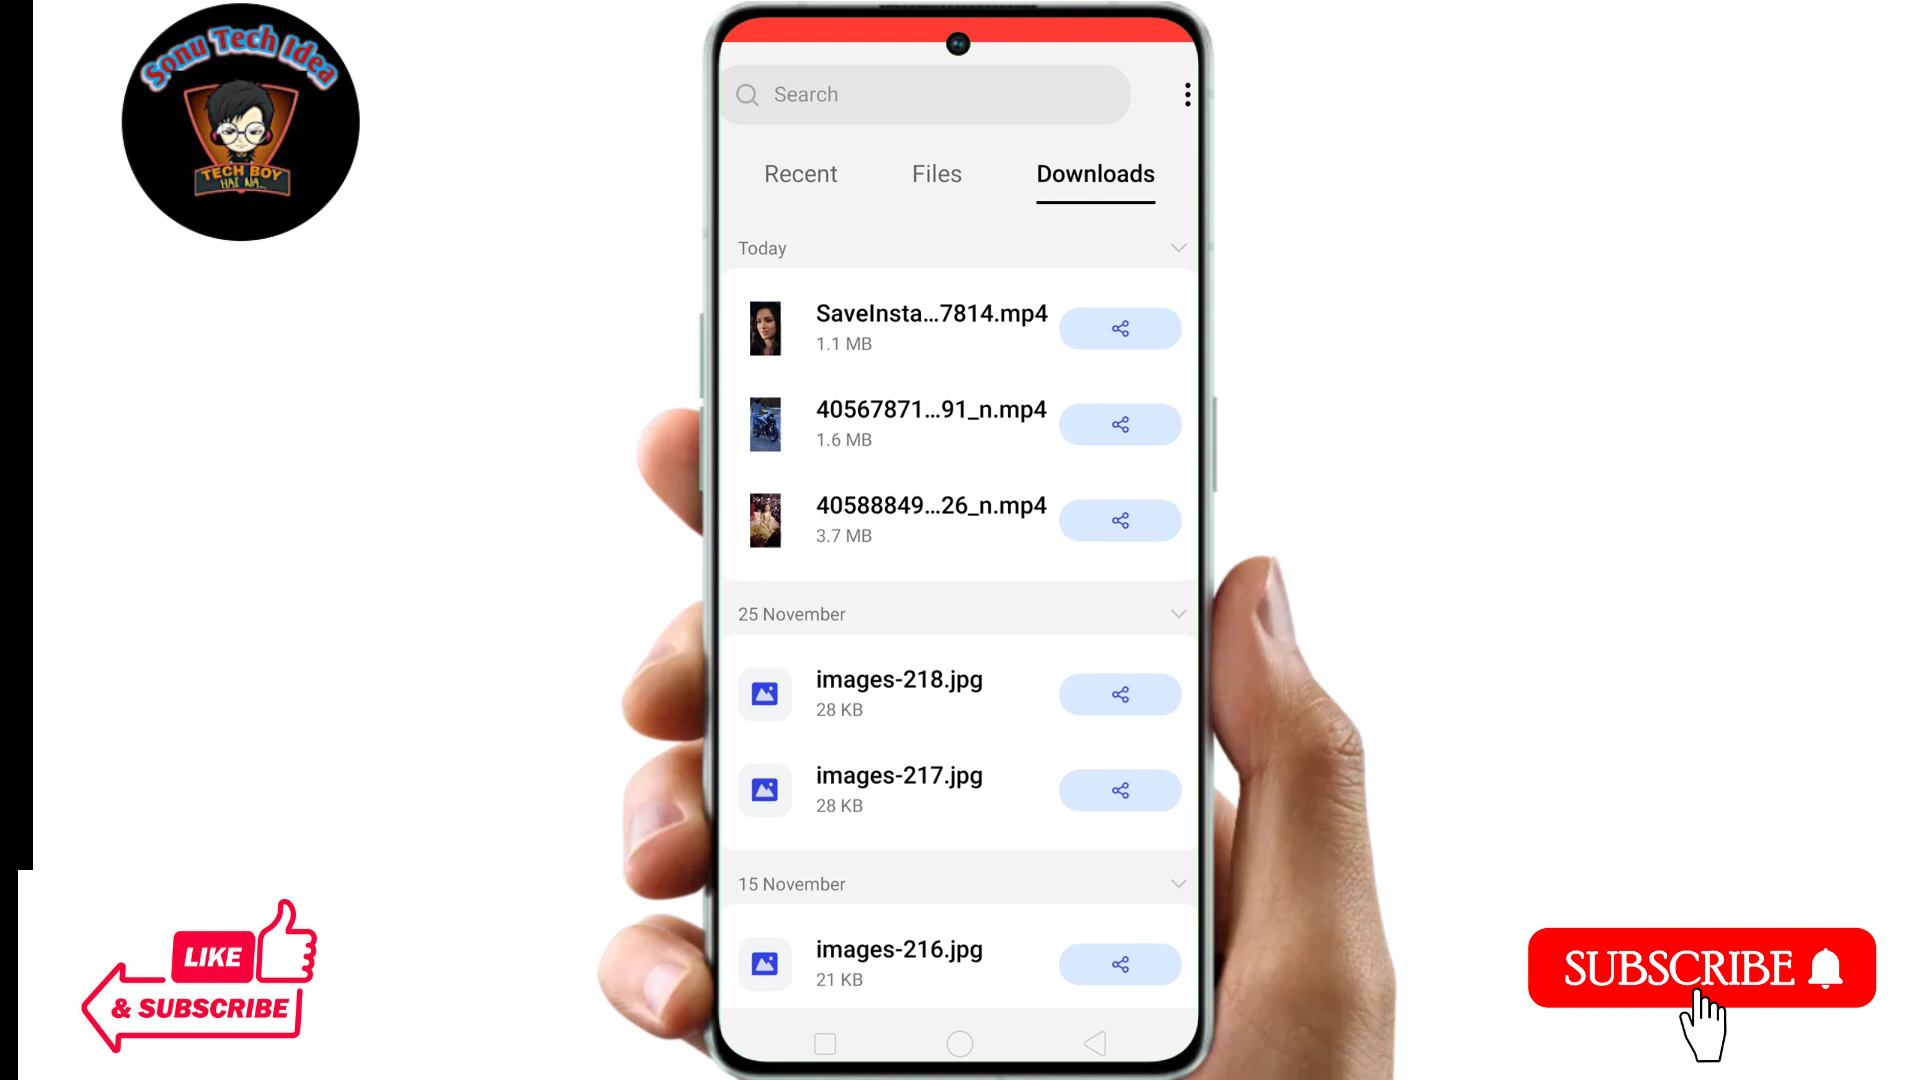 Sonu Tech Idea
TECH BOY
HAI NA...
Search
Recent
Files
Downloads
Today
SaveInsta...7814.mp4
1.1 MB
40567871...91_n.mp4
1.6 MB
40588849...26_n.mp4
3.7 MB
25 November
images-218.jpg
28 KB
images-217.jpg
28 KB
15 November
images-216.jpg
21 KB
LIKE
& SUBSCRIBE
SUBSCRIBE